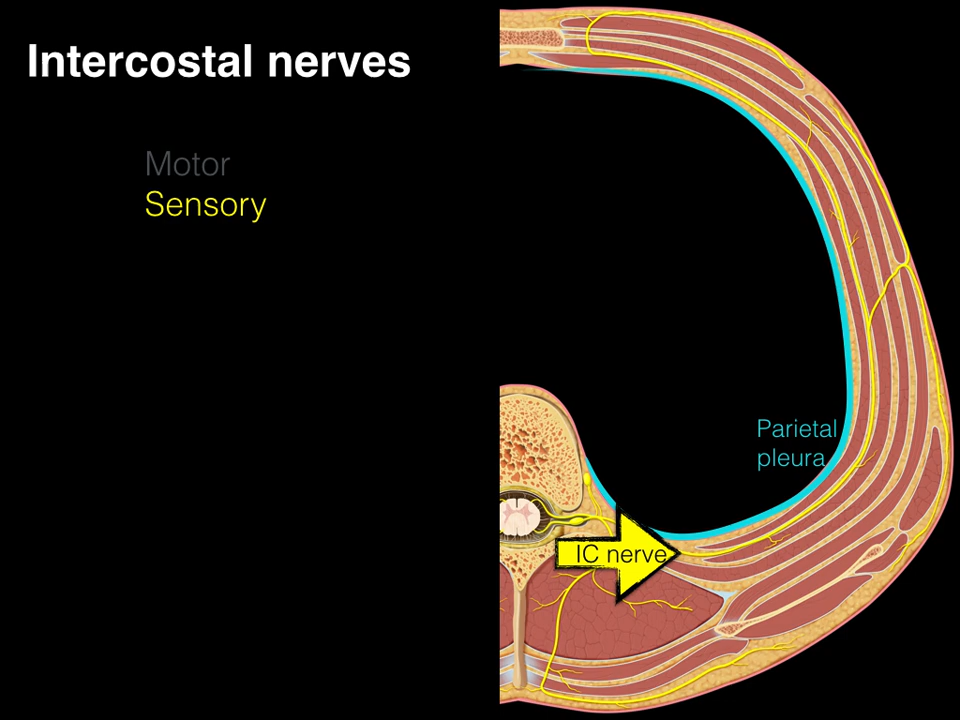 Intercostal nerves
Motor
Sensory
Parietal
pleura
IC nerve